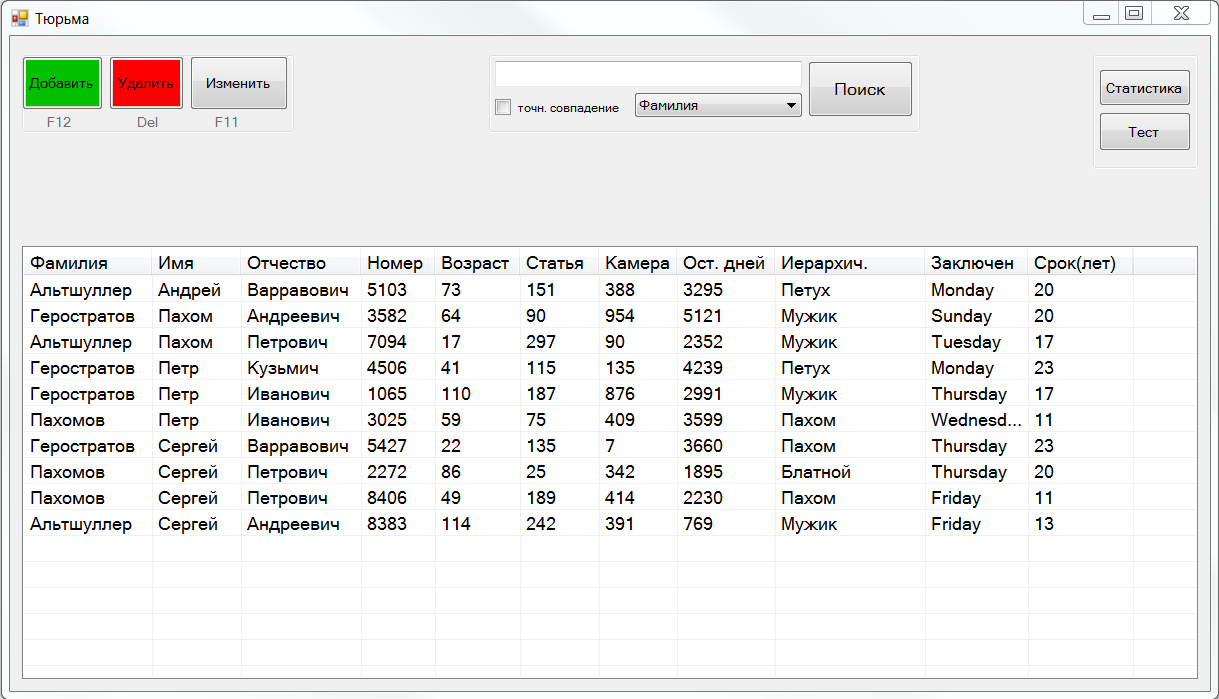 Тюрьма
Добавить Удалить Изменить
F12 Del F11
точн. совпадение Фамилия Поиск
Статистика
Тест
Фамилия Имя Отчество Номер Возраст Статья Камера Ост. дней Иерархич. Заключен Срок(лет)
Альтшуллер Андрей Варравович 5103 73 151 388 3295 Петух Monday 20
Геростратов Пахом Андреевич 3582 64 90 954 5121 Мужик Sunday 20
Альтшуллер Пахом Петрович 7094 17 297 90 2352 Мужик Tuesday 17
Геростратов Петр Кузьмич 4506 41 115 135 4239 Петух Monday 23
Геростратов Петр Иванович 1065 110 187 876 2991 Мужик Thursday 17
Пахомов Петр Иванович 3025 59 75 409 3599 Пахом Wednesd... 11
Геростратов Сергей Варравович 5427 22 135 7 3660 Пахом Thursday 23
Пахомов Сергей Петрович 2272 86 25 342 1895 Блатной Thursday 20
Пахомов Сергей Петрович 8406 49 189 414 2230 Пахом Friday 11
Альтшуллер Сергей Андреевич 8383 114 242 391 769 Мужик Friday 13